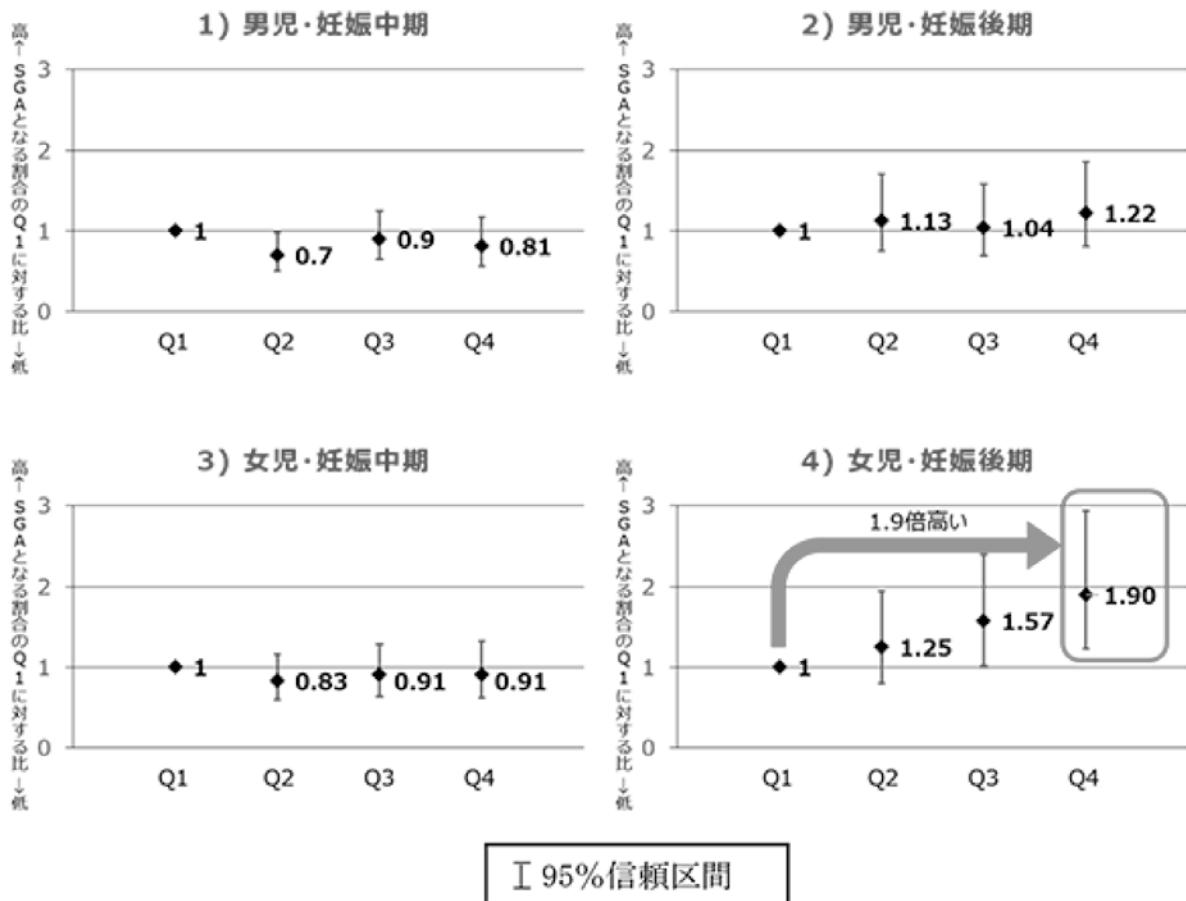 1) 男児・妊娠中期
高←SGAとなる割合のQ1に対する比→低
3
2
1
0
1
0.7
0.9
0.81
Q1 Q2 Q3 Q4
2) 男児・妊娠後期
高←SGAとなる割合のQ1に対する比→低
3
2
1
0
1
1.13
1.04
1.22
Q1 Q2 Q3 Q4
3) 女児・妊娠中期
高←SGAとなる割合のQ1に対する比→低
3
2
1
0
1
0.83
0.91
0.91
Q1 Q2 Q3 Q4
4) 女児・妊娠後期
高←SGAとなる割合のQ1に対する比→低
3
2
1
0
1.9倍高い
1
1.25
1.57
1.90
Q1 Q2 Q3 Q4
95%信頼区間